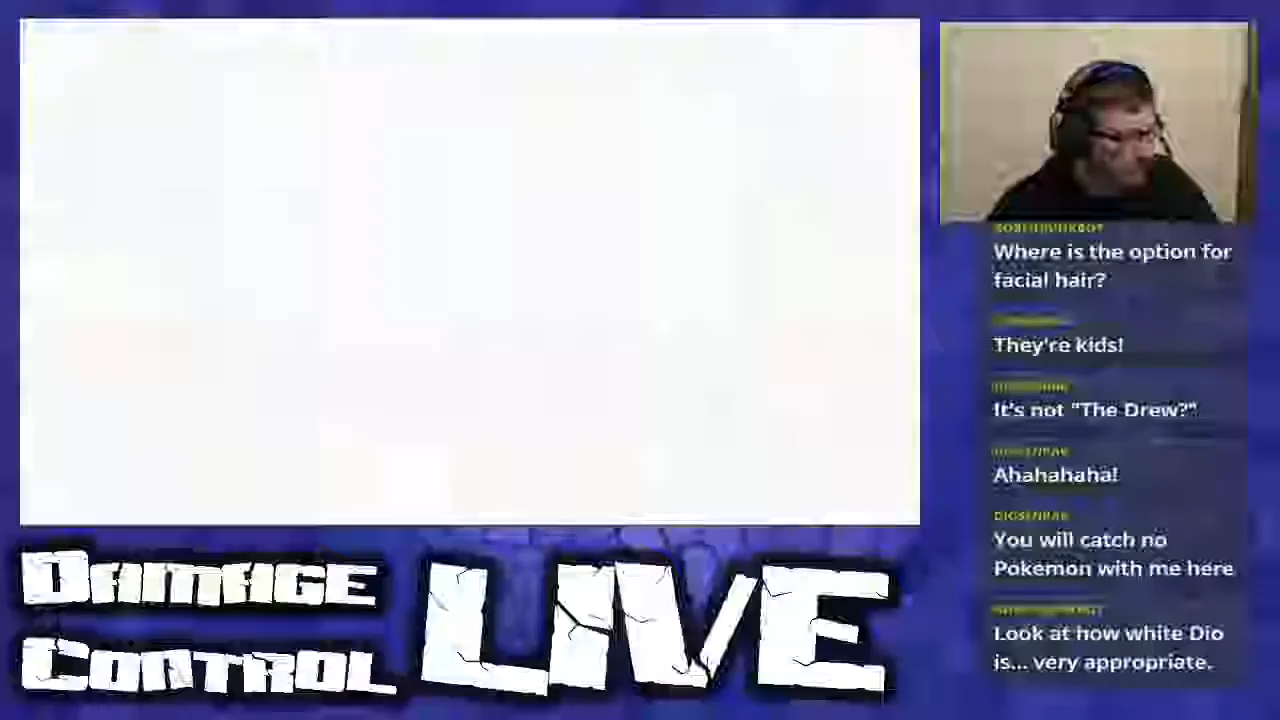 Where is the option for
facial hair?
They're kids!
It's not "The Drew?"
Ahahahaha!
DIOSENPAK
You will catch no
Pokemon with me here
Look at how white Dio
is... very appropriate.
DAMAGE
CONTROL
LIVE